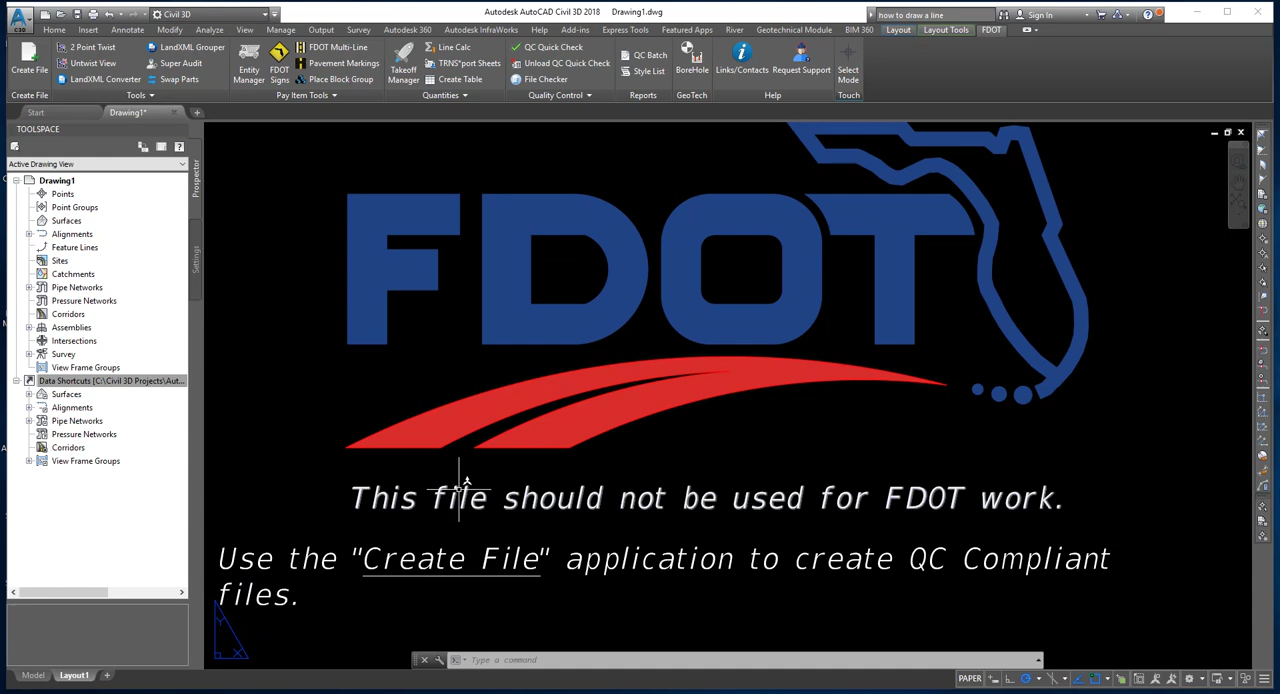 Autodesk AutoCAD Civil 3D 2018 Drawing1.dwg
Civil 3D
how to draw a line
Sign In
C3D
Home Insert Annotate Modify Analyze View Manage Output Survey Autodesk 360 Autodesk InfraWorks Help Add-ins Express Tools Featured Apps River Geotechnical Module BIM 360 Layout Layout Tools FDOT
Create File
2 Point Twist
Untwist View
LandXML Converter
LandXML Grouper
Super Audit
Swap Parts
Entity Manager
FDOT Signs
FDOT Multi-Line
Pavement Markings
Place Block Group
Takeoff Manager
Line Calc
TRNS*port Sheets
Create Table
QC Quick Check
Unload QC Quick Check
File Checker
QC Batch
Style List
BoreHole
Links/Contacts
Request Support
Select Mode
Create File Tools Pay Item Tools Quantities Quality Control Reports GeoTech Help Touch
Start Drawing1*
TOOLSPACE
Active Drawing View
Drawing1
Points
Point Groups
Surfaces
Alignments
Feature Lines
Sites
Catchments
Pipe Networks
Pressure Networks
Corridors
Assemblies
Intersections
Survey
View Frame Groups
Data Shortcuts [C:\Civil 3D Projects\Aut...
Surfaces
Alignments
Pipe Networks
Pressure Networks
Corridors
View Frame Groups
Prospector
Settings
FDOT
This file should not be used for FDOT work.
Use the "Create File" application to create QC Compliant
files.
Y
X
Type a command
Model Layout1
PAPER